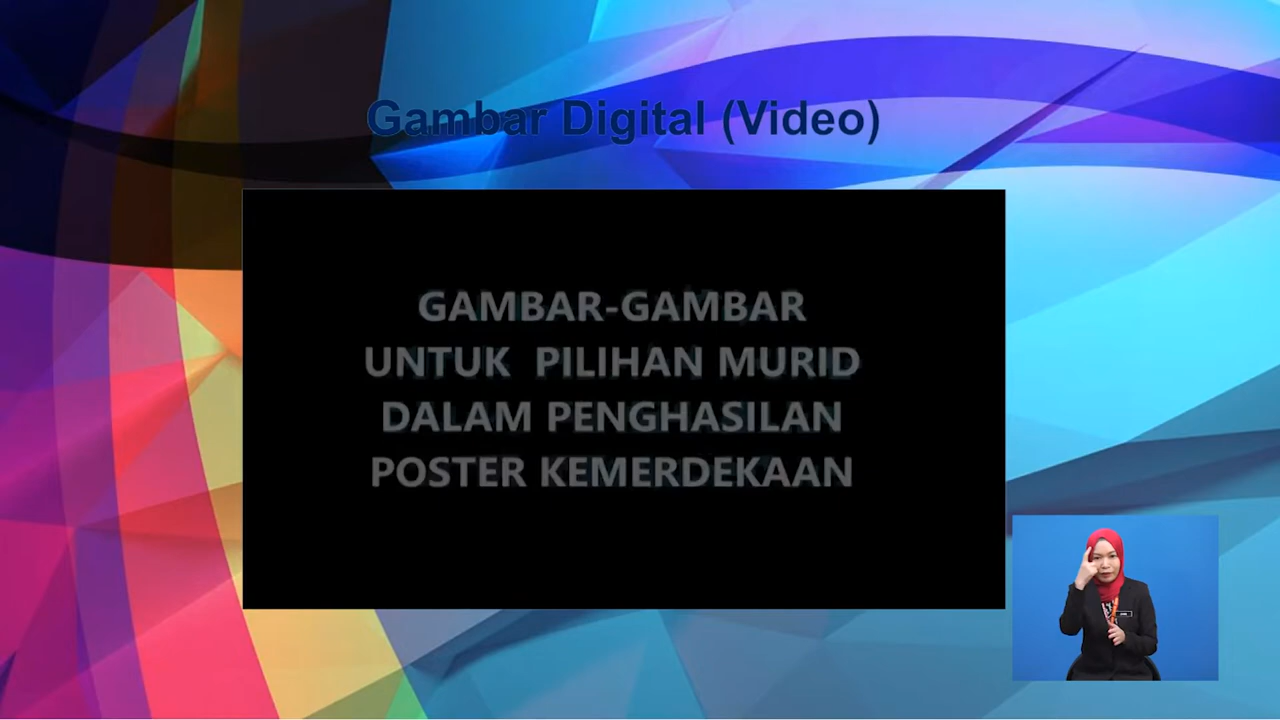 Gambar Digital (Video)
GAMBAR-GAMBAR
UNTUK PILIHAN MURID
DALAM PENGHASILAN
POSTER KEMERDEKAAN